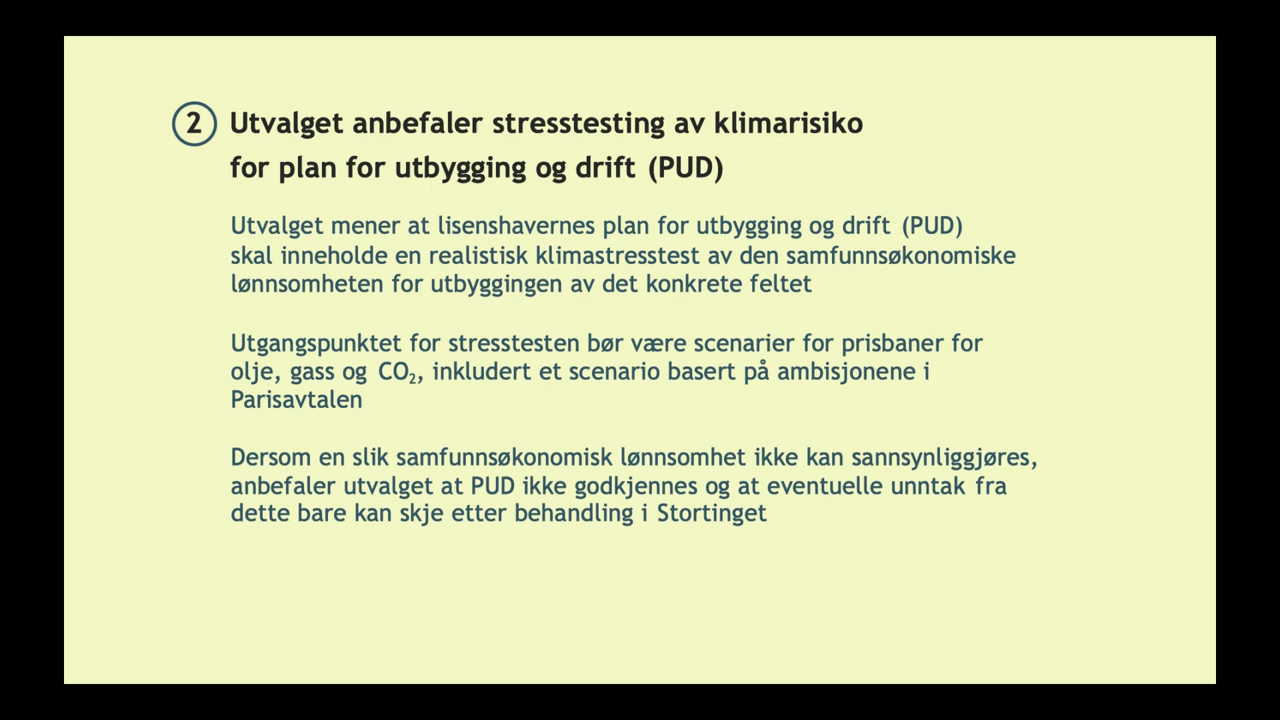 2 Utvalget anbefaler stresstesting av klimarisiko
for plan for utbygging og drift (PUD)
Utvalget mener at lisenshavernes plan for utbygging og drift (PUD)
skal inneholde en realistisk klimastresstest av den samfunnsøkonomiske
lønnsomheten for utbyggingen av det konkrete feltet
Utgangspunktet for stresstesten bør være scenarier for prisbaner for
olje, gass og CO₂, inkludert et scenario basert på ambisjonene i
Parisavtalen
Dersom en slik samfunnsøkonomisk lønnsomhet ikke kan sannsynliggjøres,
anbefaler utvalget at PUD ikke godkjennes og at eventuelle unntak fra
dette bare kan skje etter behandling i Stortinget